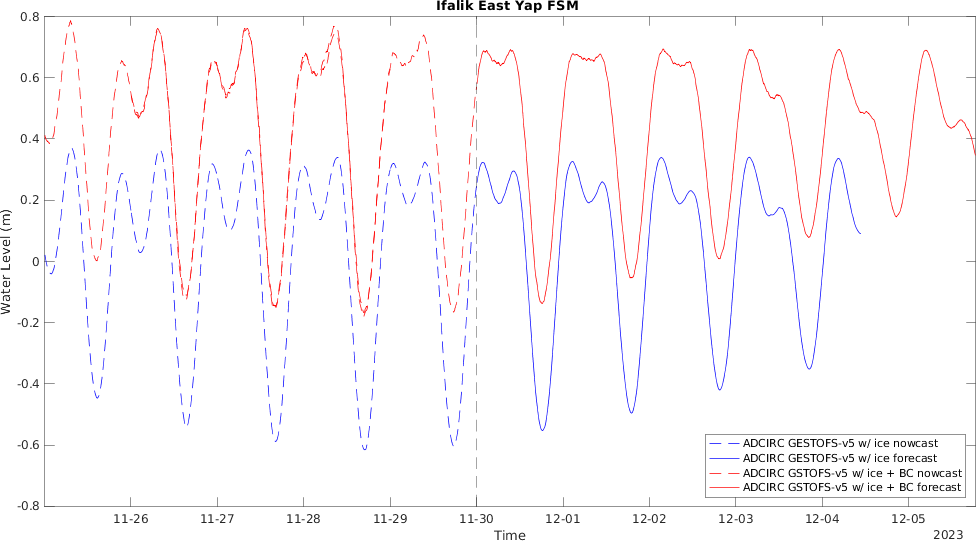 Ifalik East Yap FSM
0.8
0.6
0.4
0.2
0
-0.2
-0.4
-0.6
-0.8
Water Level (m)
ADCIRC GESTOFS-v5 w/ ice nowcast
ADCIRC GESTOFS-v5 w/ ice forecast
ADCIRC GSTOFS-v5 w/ ice + BC nowcast
ADCIRC GSTOFS-v5 w/ ice + BC forecast
11-26 11-27 11-28 11-29 11-30 12-01 12-02 12-03 12-04 12-05
Time
2023